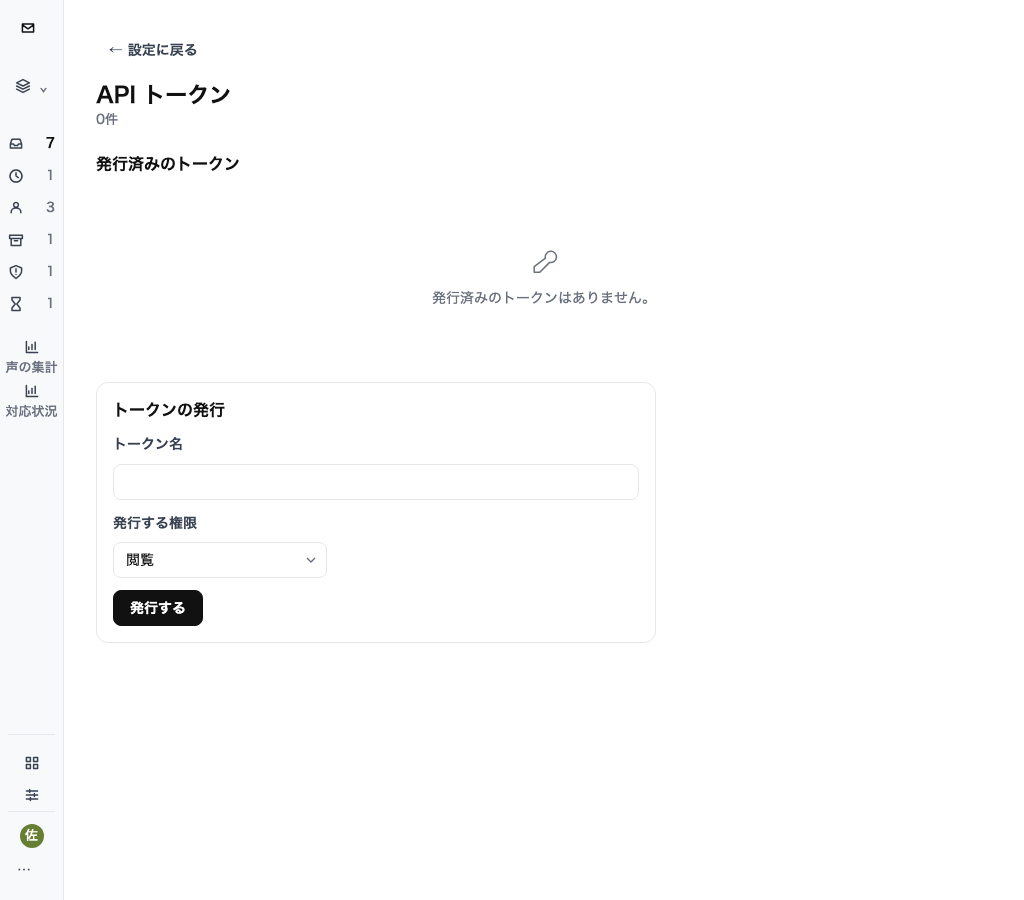 ← 設定に戻る
API トークン
0件
発行済みのトークン
発行済みのトークンはありません。
トークンの発行
トークン名
発行する権限
閲覧
発行する
7
1
3
1
1
1
声の集計
対応状況
佐
…